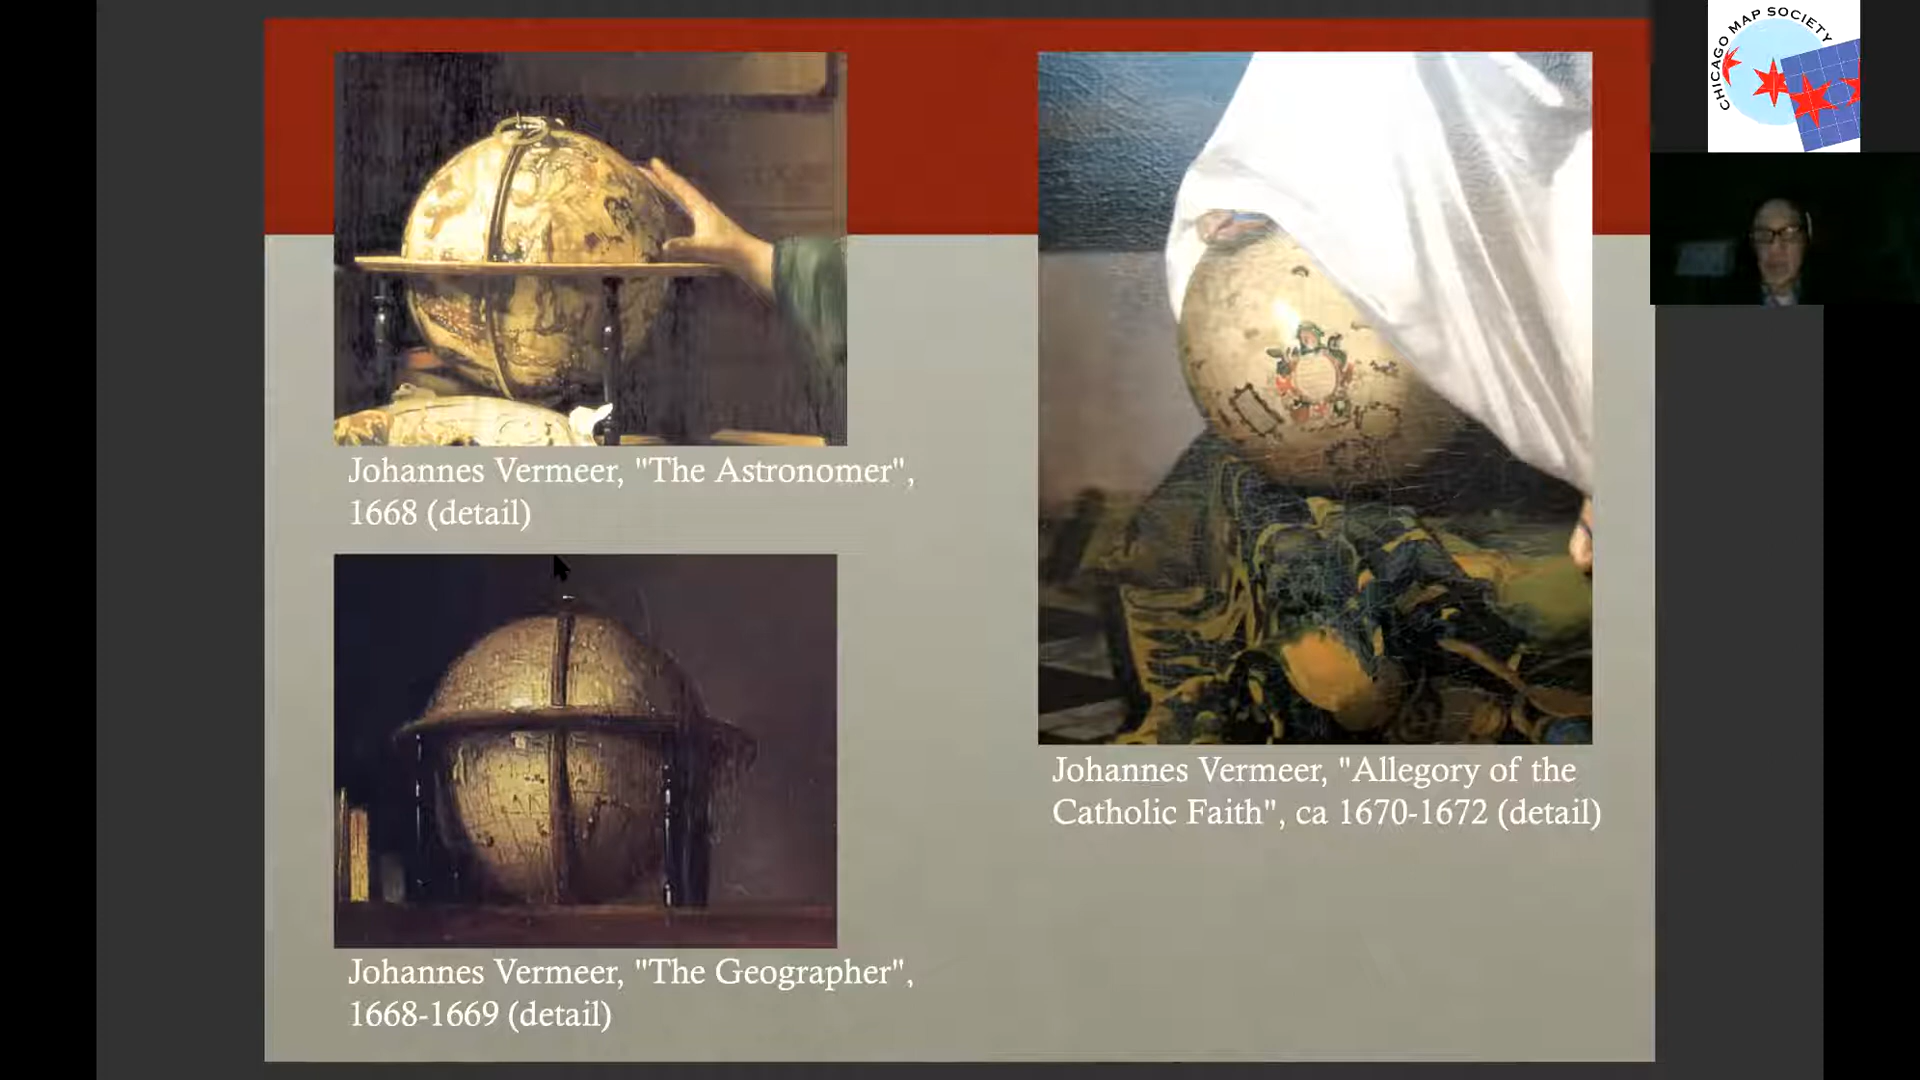 CHICAGO MAP SOCIETY
Johannes Vermeer, "The Astronomer",
1668 (detail)
Johannes Vermeer, "The Geographer",
1668-1669 (detail)
Johannes Vermeer, "Allegory of the
Catholic Faith", ca 1670-1672 (detail)